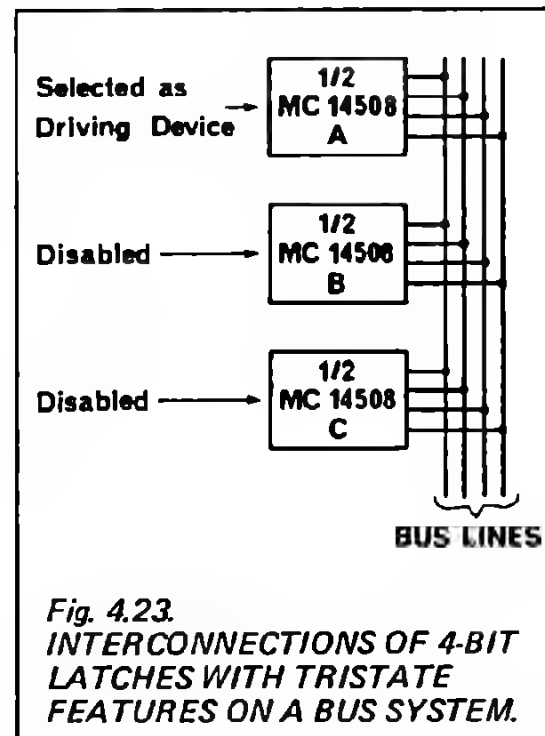 Selected as
Driving Device
1/2
MC 14508
A
Disabled
1/2
MC 14508
B
Disabled
1/2
MC 14508
C
BUS LINES
Fig. 4.23.
INTERCONNECTIONS OF 4-BIT
LATCHES WITH TRISTATE
FEATURES ON A BUS SYSTEM.